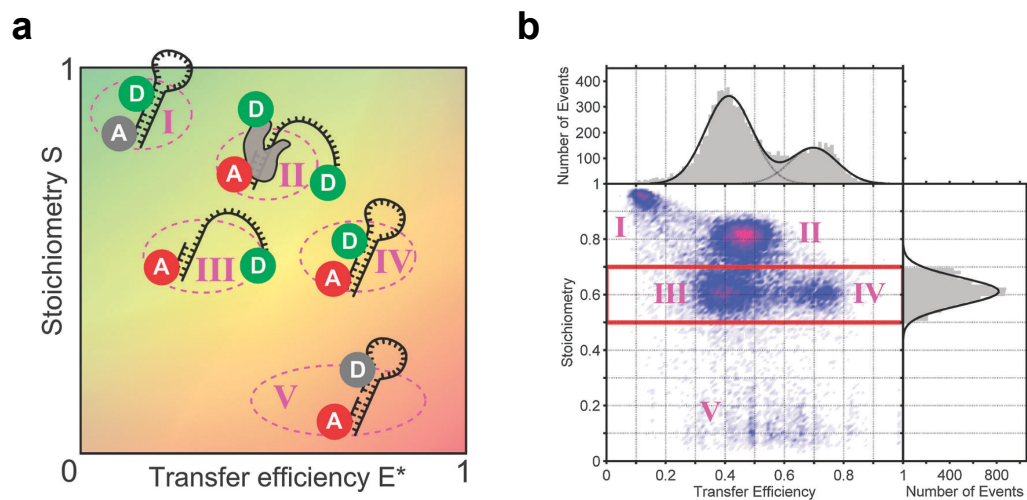 a
1
Stoichiometry S
0
Transfer efficiency E*
1
D
A
I
D
A
II
D
A
III
D
D
A
IV
D
V
A
b
Number of Events
400
300
200
100
1
Stoichiometry
0.8
0.6
0.4
0.2
0
I
II
III
IV
V
0
0.2
0.4
0.6
0.8
Transfer Efficiency
1
400
800
Number of Events